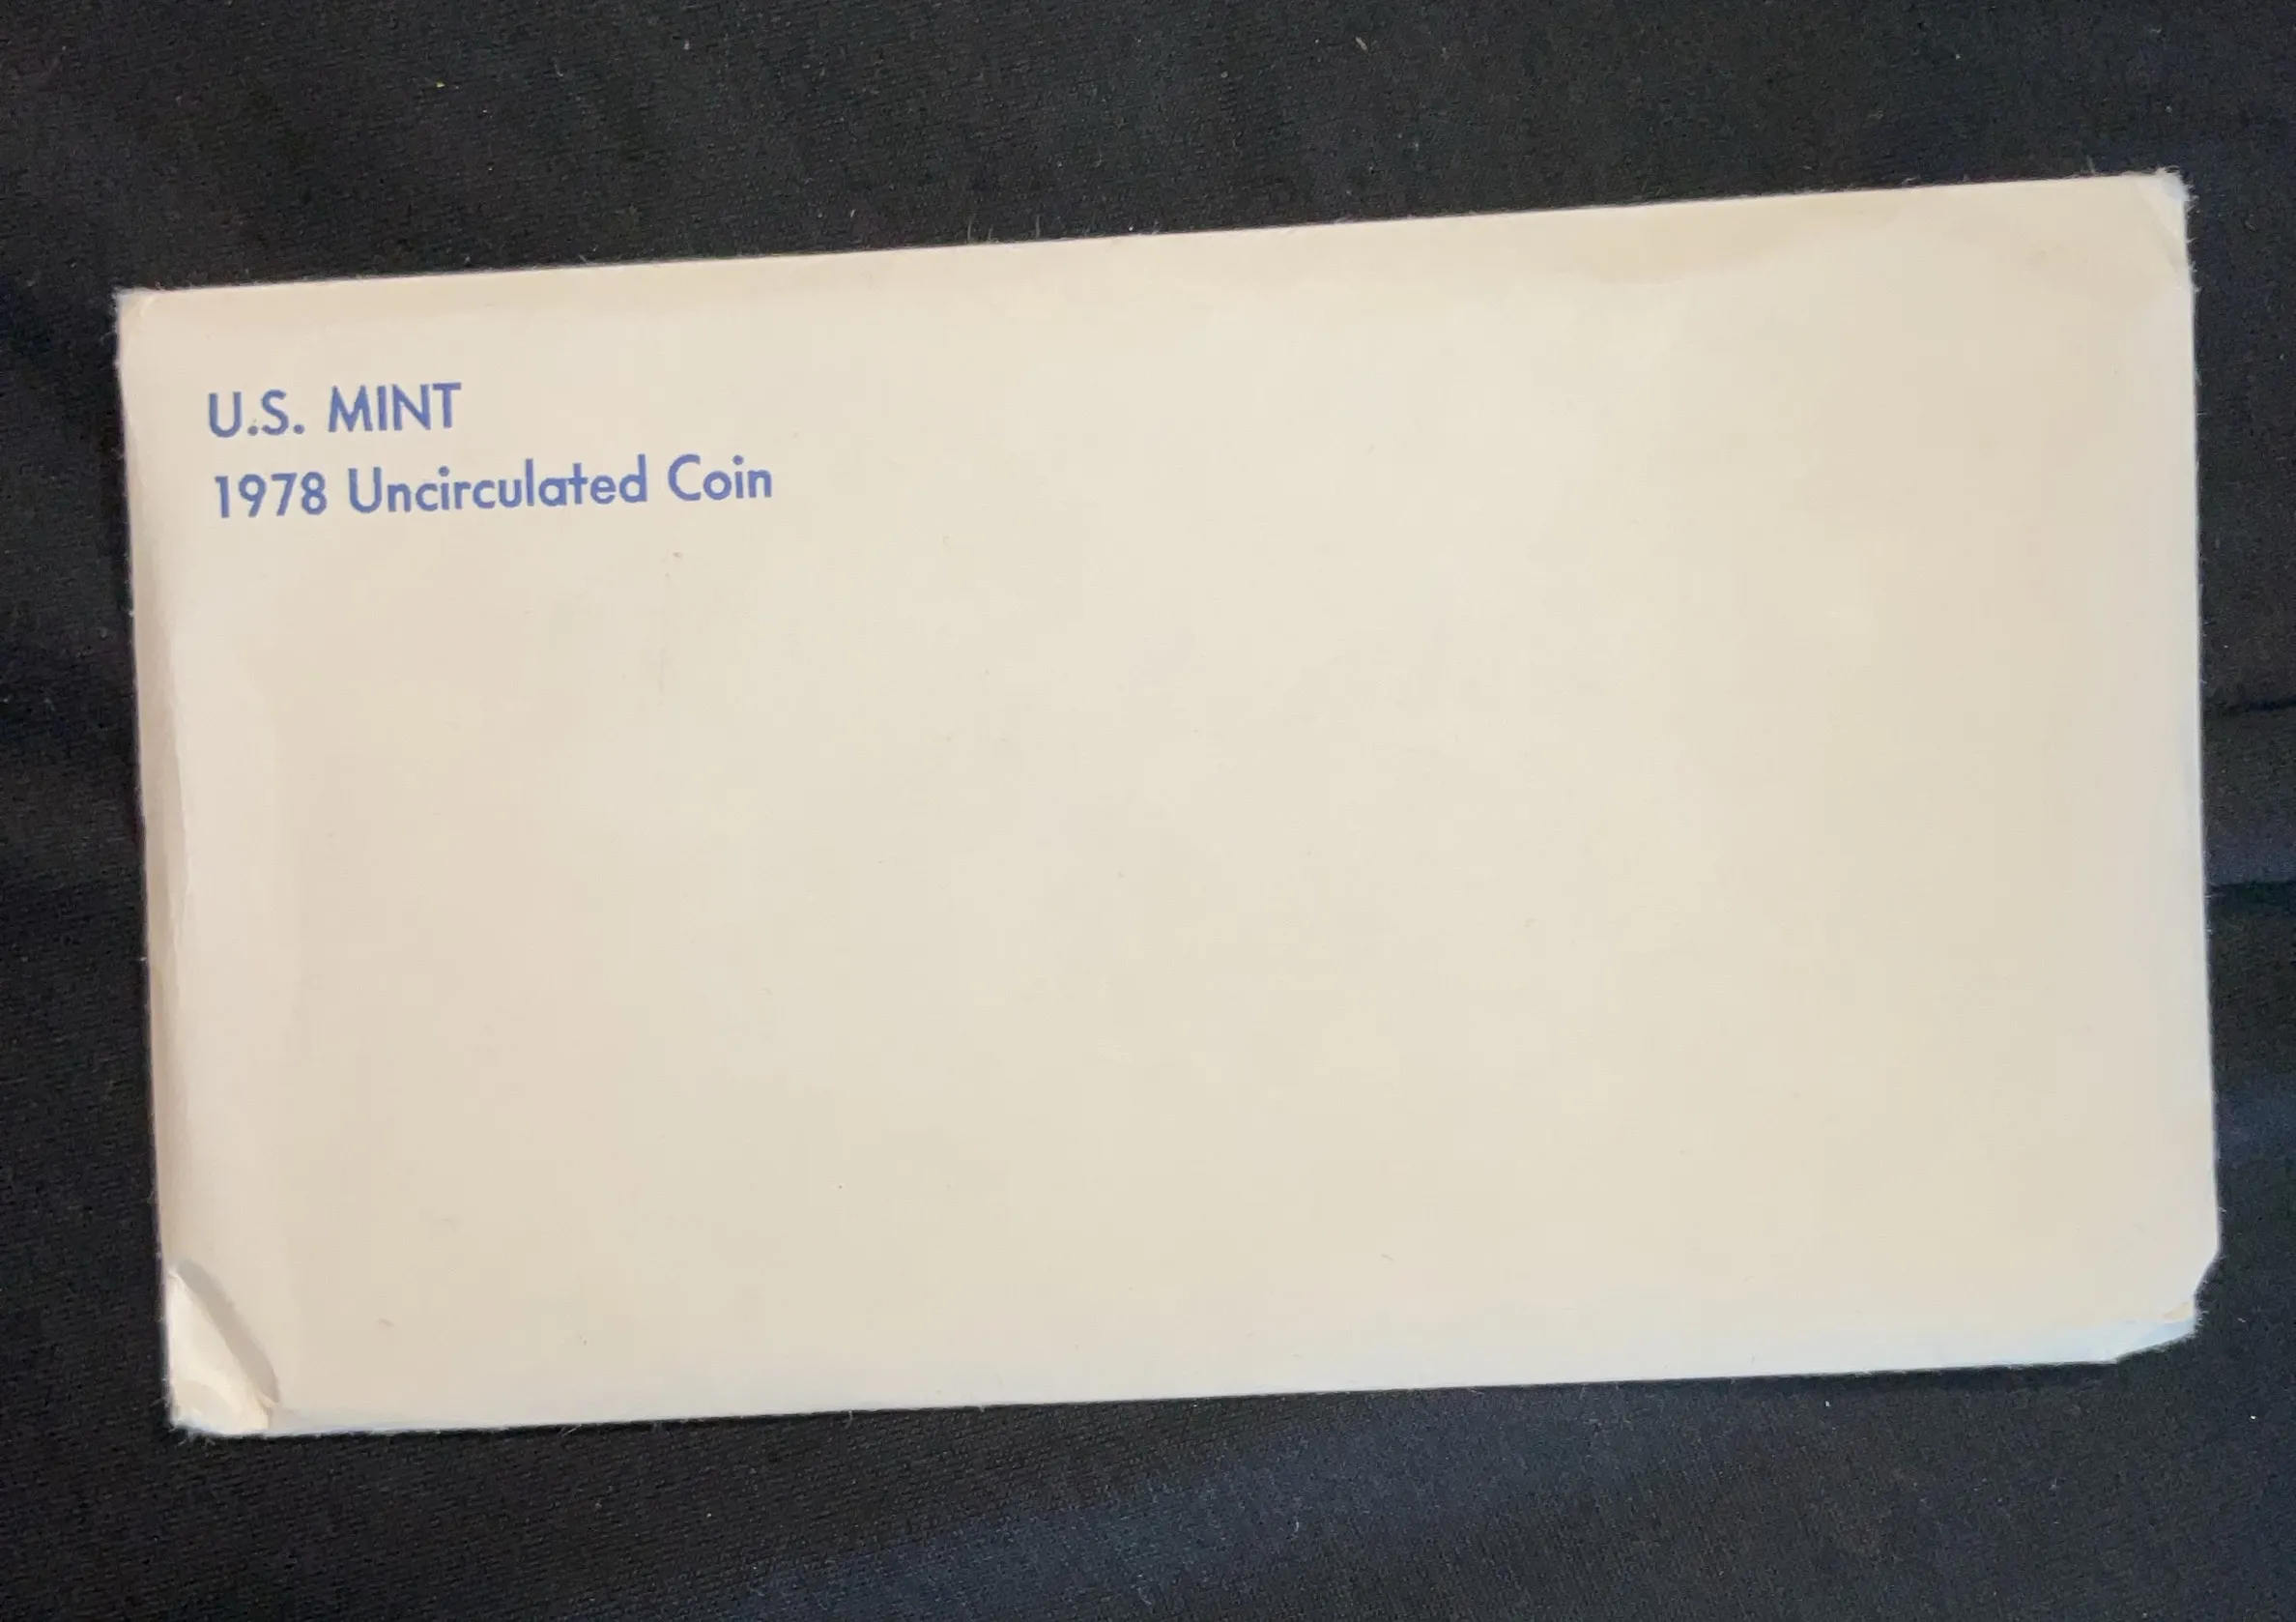 U.S. MINT
1978 Uncirculated Coin